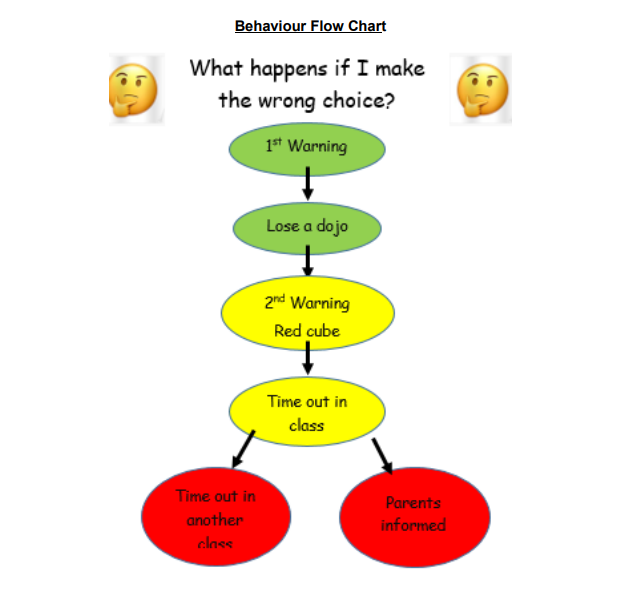 Behaviour Flow Chart
What happens if I make
the wrong choice?
1st Warning
Lose a dojo
2nd Warning
Red cube
Time out in
class
Time out in
another
class
Parents
informed